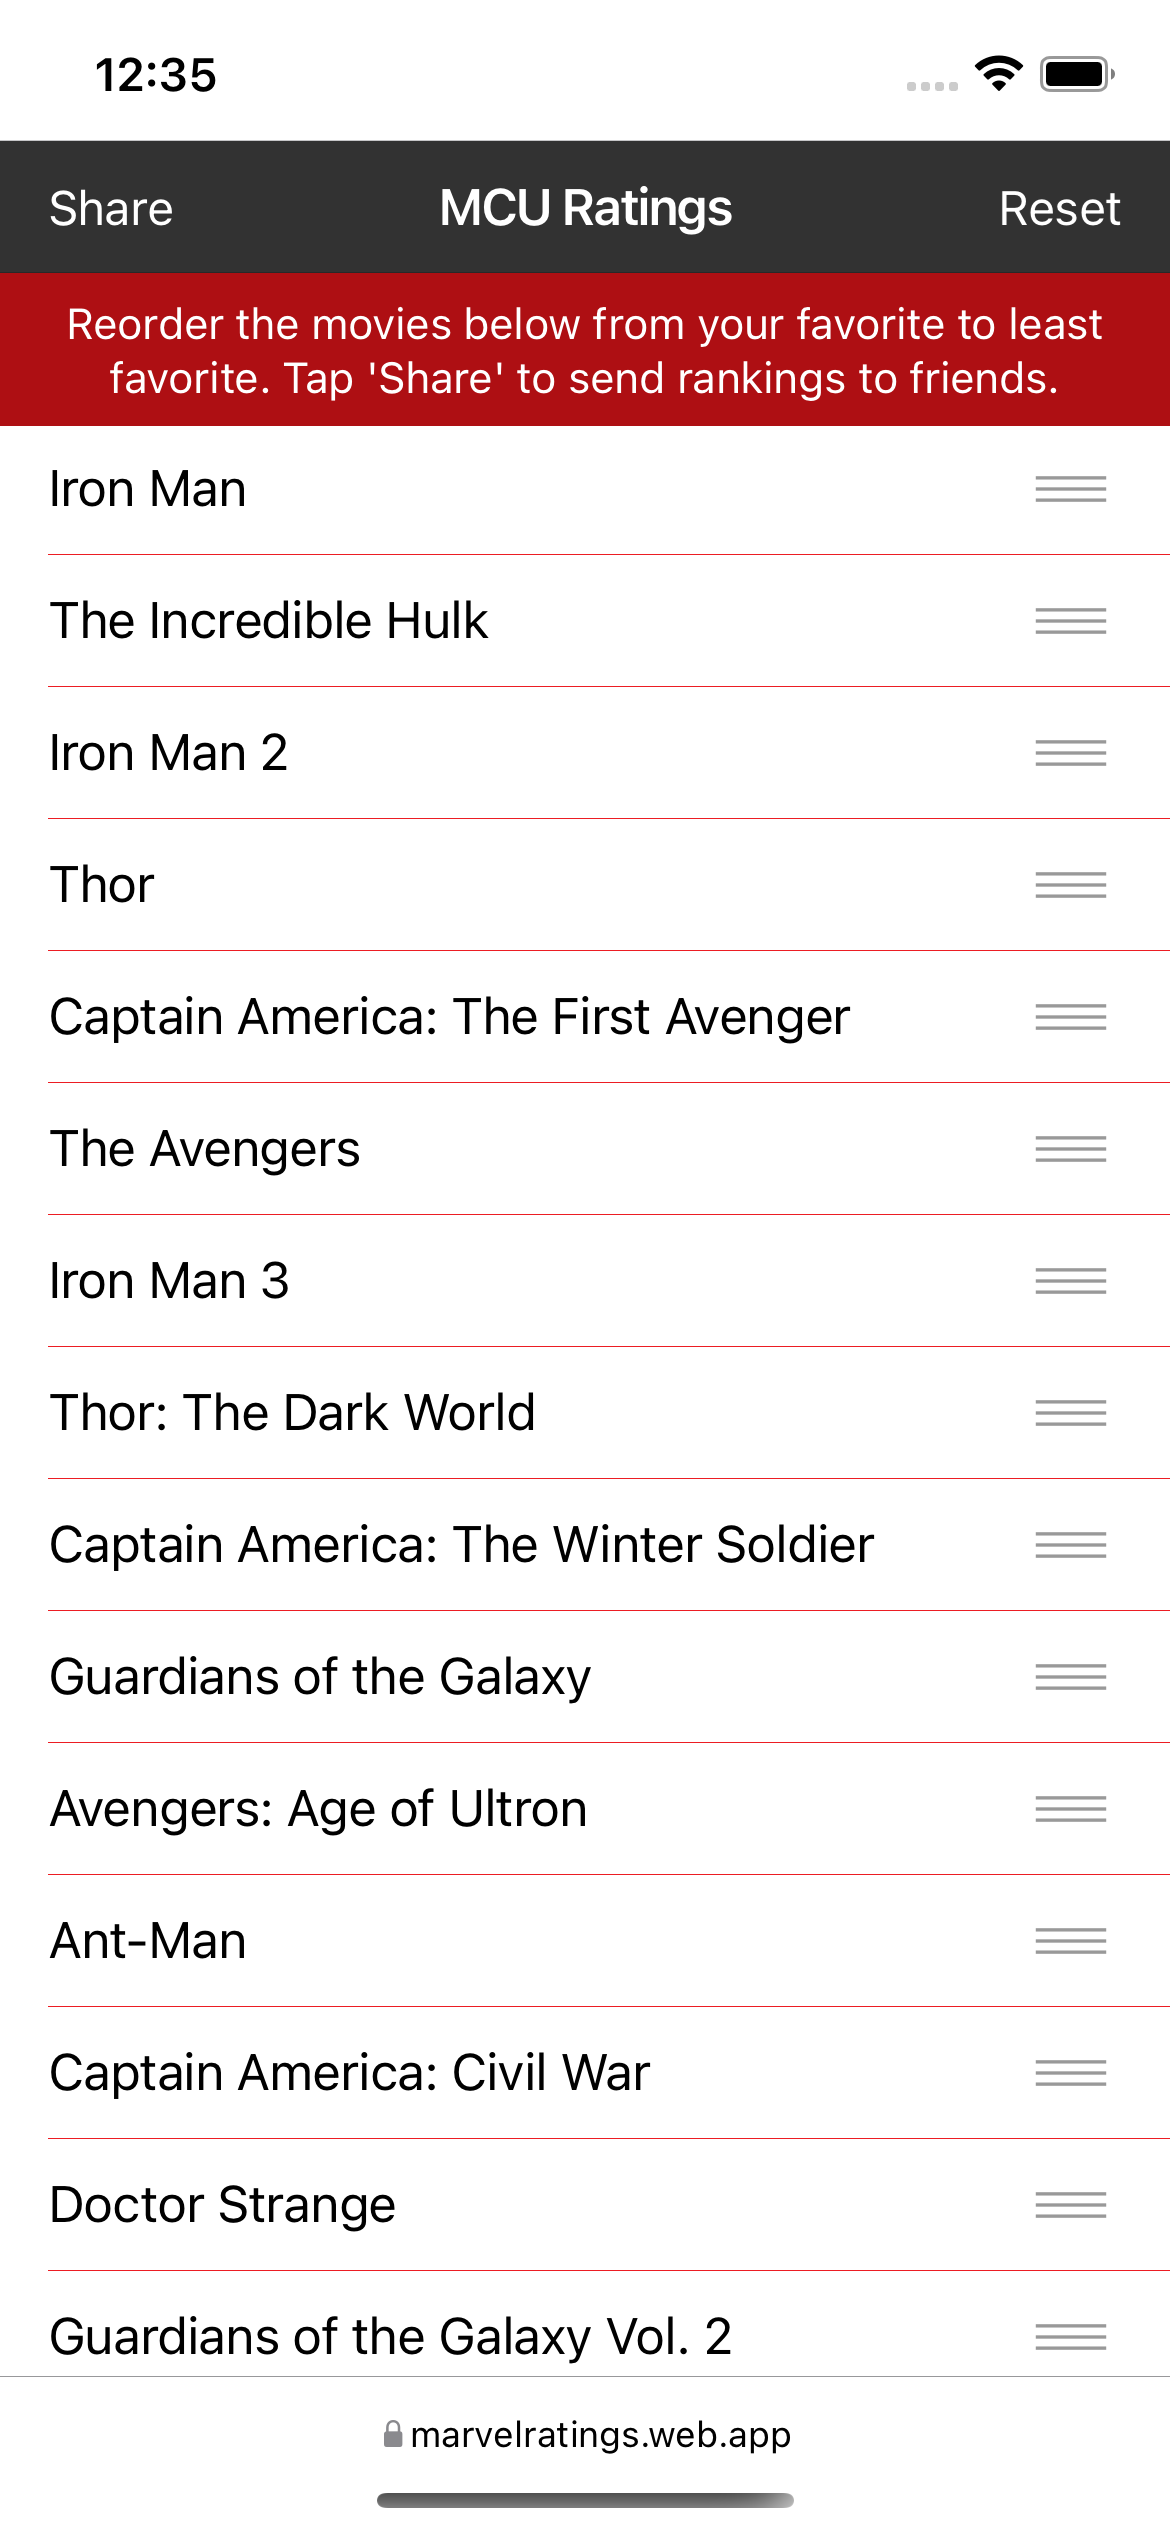 12:35
Share MCU Ratings Reset
Reorder the movies below from your favorite to least
favorite. Tap 'Share' to send rankings to friends.
Iron Man
The Incredible Hulk
Iron Man 2
Thor
Captain America: The First Avenger
The Avengers
Iron Man 3
Thor: The Dark World
Captain America: The Winter Soldier
Guardians of the Galaxy
Avengers: Age of Ultron
Ant-Man
Captain America: Civil War
Doctor Strange
Guardians of the Galaxy Vol. 2
marvelratings.web.app